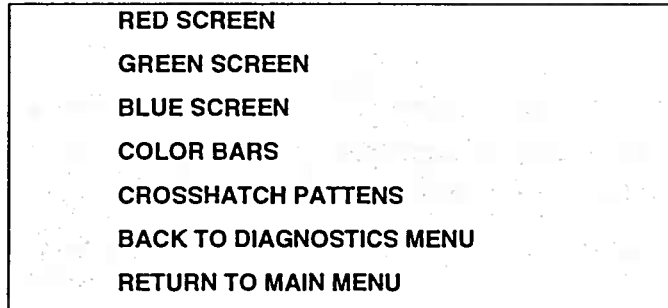 RED SCREEN
GREEN SCREEN
BLUE SCREEN
COLOR BARS
CROSSHATCH PATTENS
BACK TO DIAGNOSTICS MENU
RETURN TO MAIN MENU